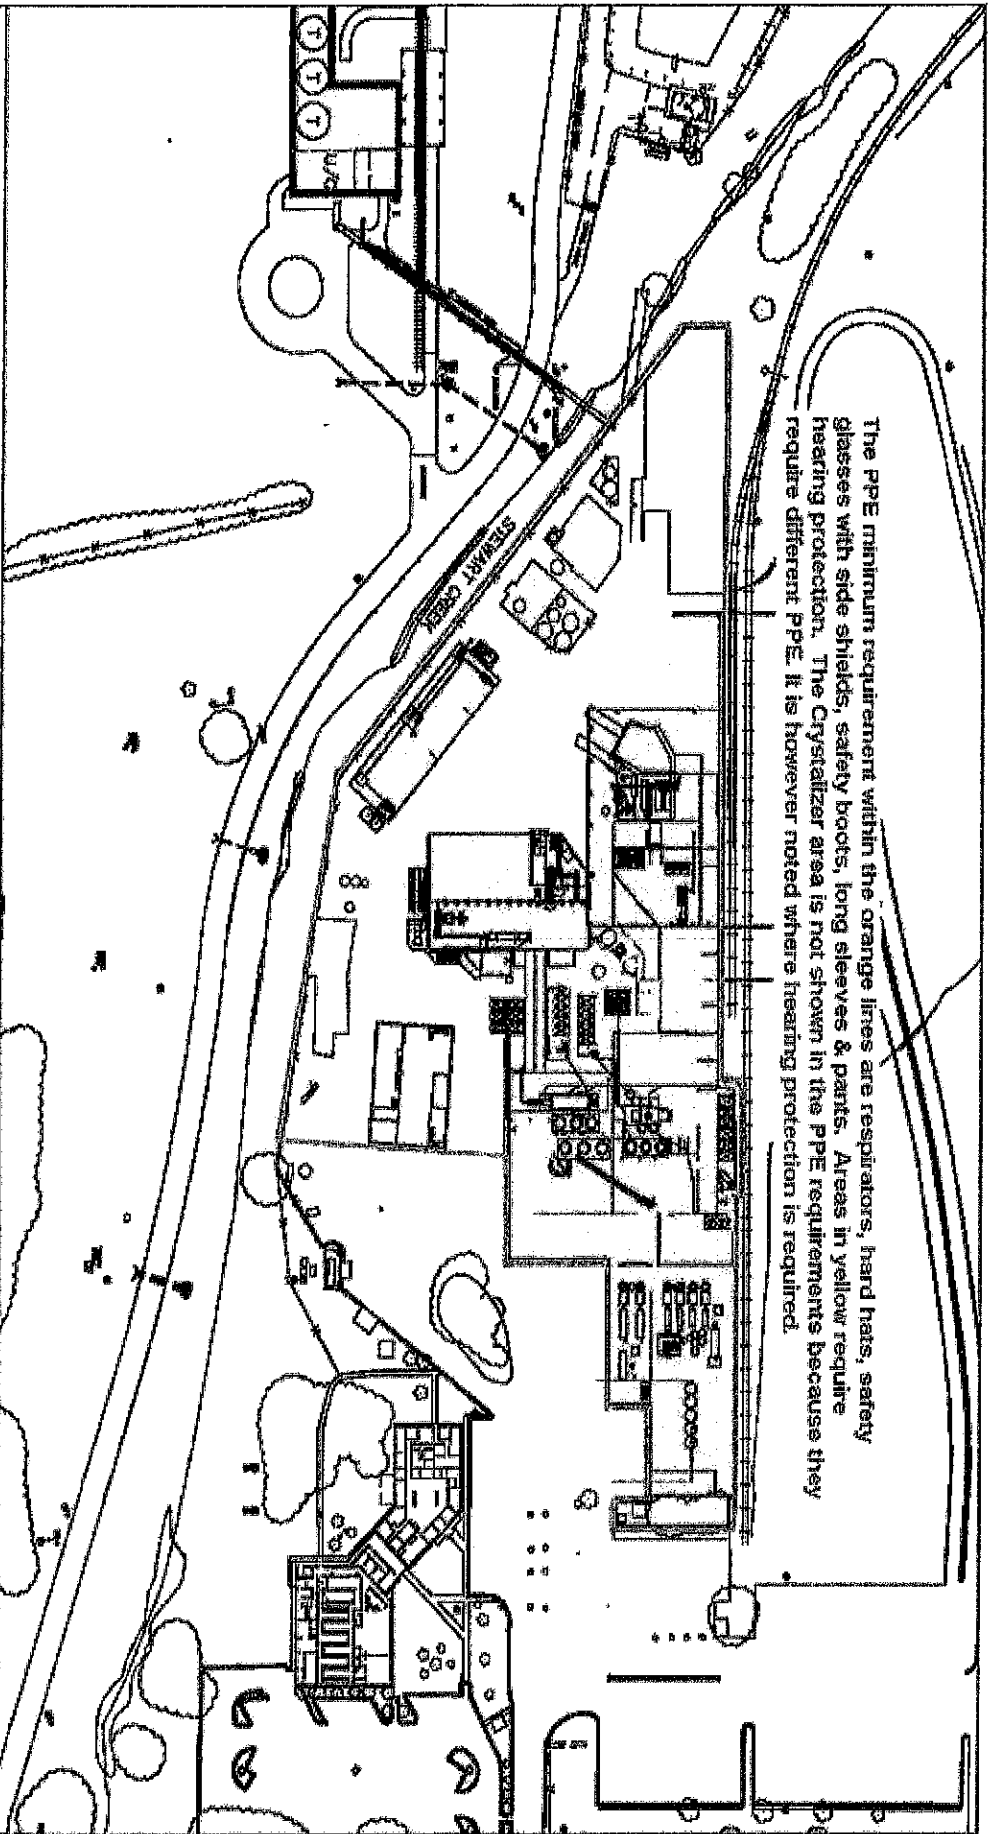 The PPE minimum requirement within the orange lines are respirators, hard hats, safety
glasses with side shields, safety boots, long sleeves & pants. Areas in yellow require
hearing protection. The Crystalizer area is not shown in the PPE requirements because they
require different PPE. It is however noted where hearing protection is required.
STEWART CREEK
T
T
T